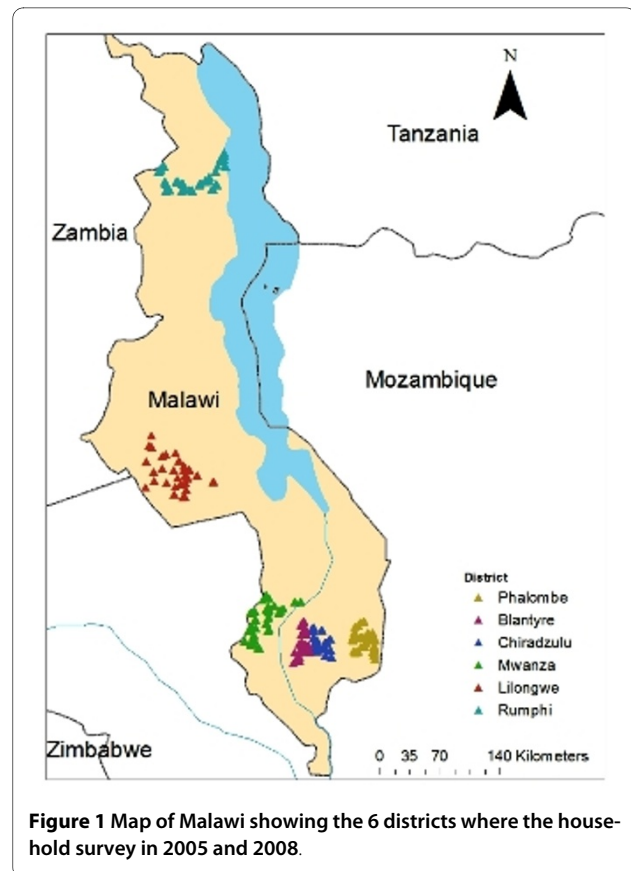 N
Tanzania
Zambia
Mozambique
Malawi
District
Phalombe
Blantyre
Chiradzulu
Mwanza
Lilongwe
Rumphi
Zimbabwe
0 35 70 140 Kilometers
Figure 1 Map of Malawi showing the 6 districts where the house-
hold survey in 2005 and 2008.